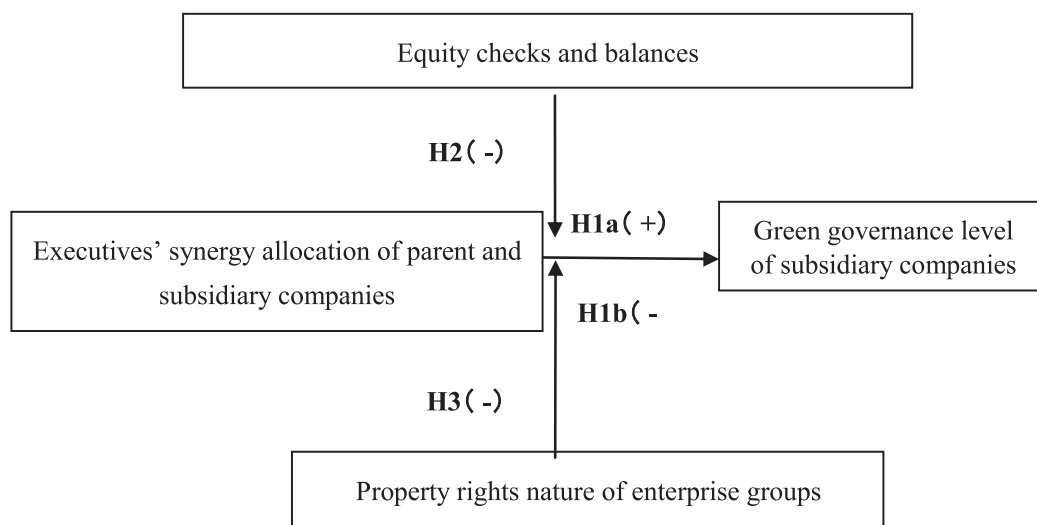 Equity checks and balances
H2( -)
H1a( +)
Executives' synergy allocation of parent and
subsidiary companies
Green governance level
of subsidiary companies
H1b( -
H3( -)
Property rights nature of enterprise groups